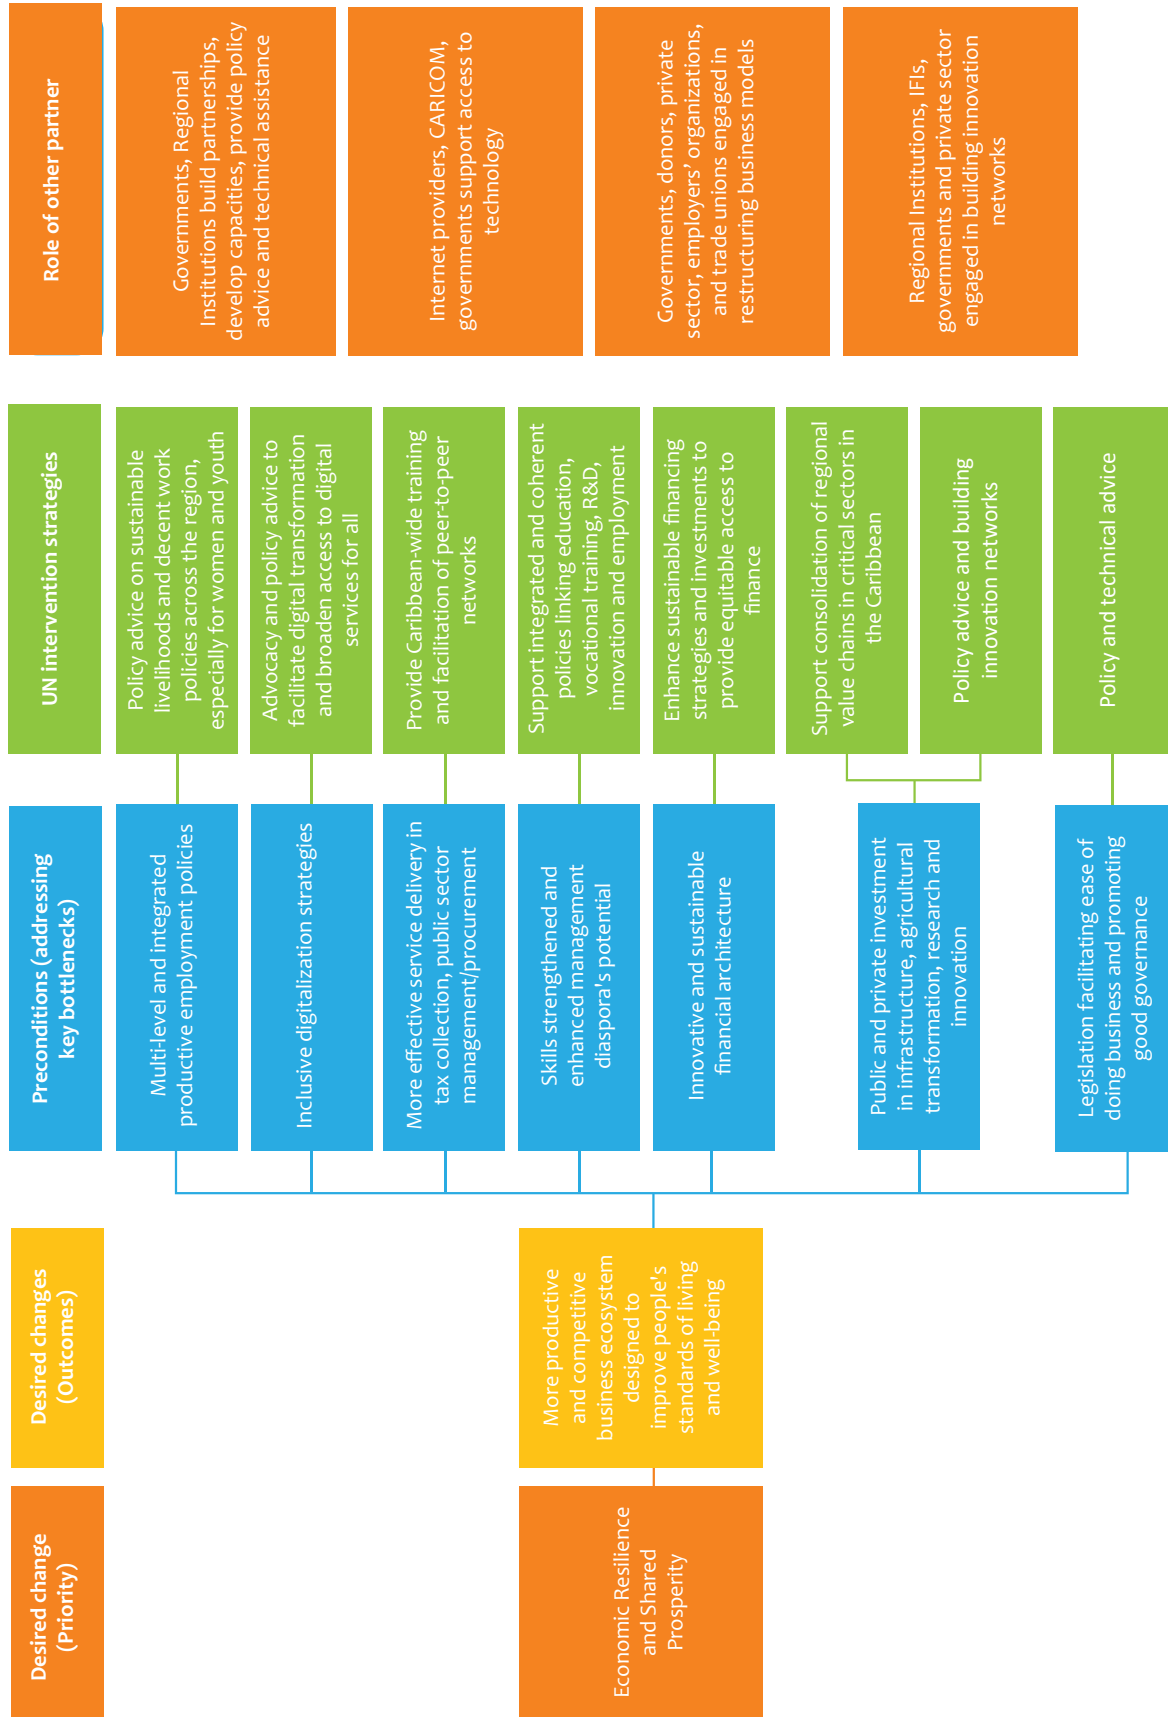 Desired change
(Priority)
Desired changes
(Outcomes)
Preconditions (addressing
key bottlenecks)
UN intervention strategies
Role of other partner
Economic Resilience
and Shared
Prosperity
More productive
and competitive
business ecosystem
designed to
improve people's
standards of living
and well-being
Multi-level and integrated
productive employment policies
Inclusive digitalization strategies
More effective service delivery in
tax collection, public sector
management/procurement
Skills strengthened and
enhanced management
diaspora's potential
Innovative and sustainable
financial architecture
Public and private investment
in infrastructure, agricultural
transformation, research and
innovation
Legislation facilitating ease of
doing business and promoting
good governance
Policy advice on sustainable
livelihoods and decent work
policies across the region,
especially for women and youth
Advocacy and policy advice to
facilitate digital transformation
and broaden access to digital
services for all
Provide Caribbean-wide training
and facilitation of peer-to-peer
networks
Support integrated and coherent
policies linking education,
vocational training, R&D,
innovation and employment
Enhance sustainable financing
strategies and investments to
provide equitable access to
finance
Support consolidation of regional
value chains in critical sectors in
the Caribbean
Policy advice and building
innovation networks
Policy and technical advice
Governments, Regional
Institutions build partnerships,
develop capacities, provide policy
advice and technical assistance
Internet providers, CARICOM,
governments support access to
technology
Governments, donors, private
sector, employers’ organizations,
and trade unions engaged in
restructuring business models
Regional Institutions, IFIs,
governments and private sector
engaged in building innovation
networks